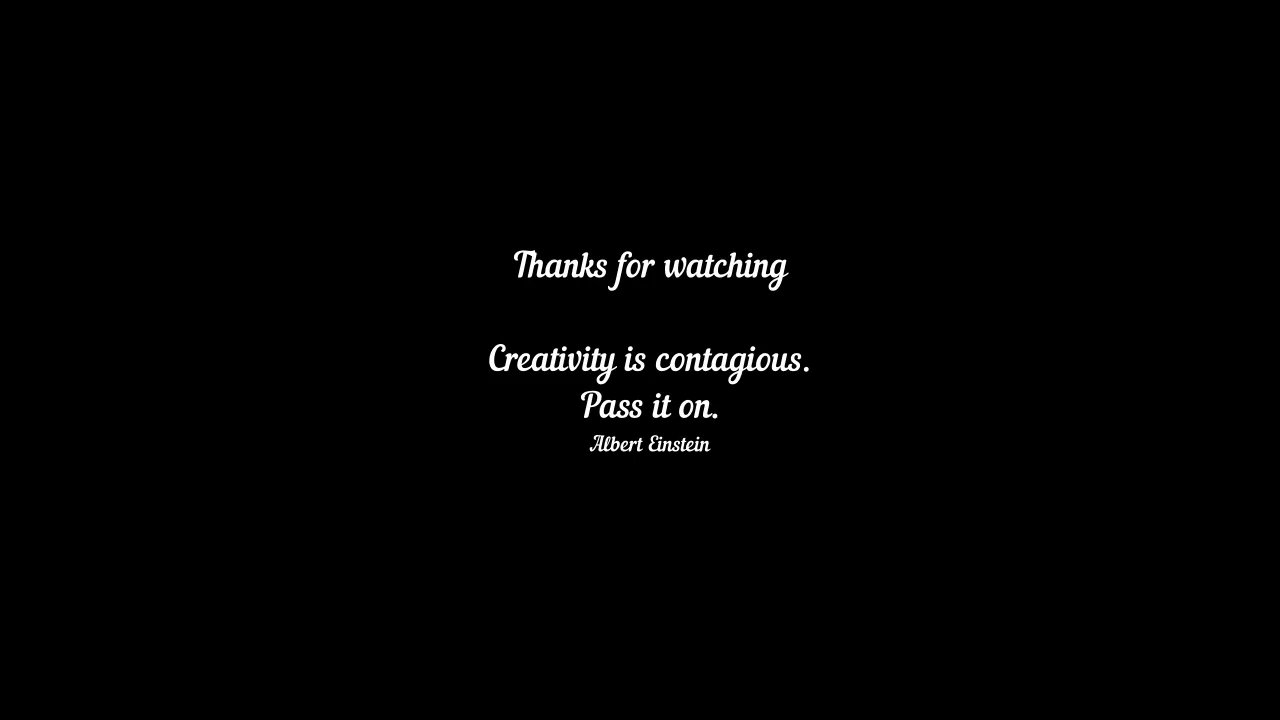 Thanks for watching
Creativity is contagious.
Pass it on.
Albert Einstein